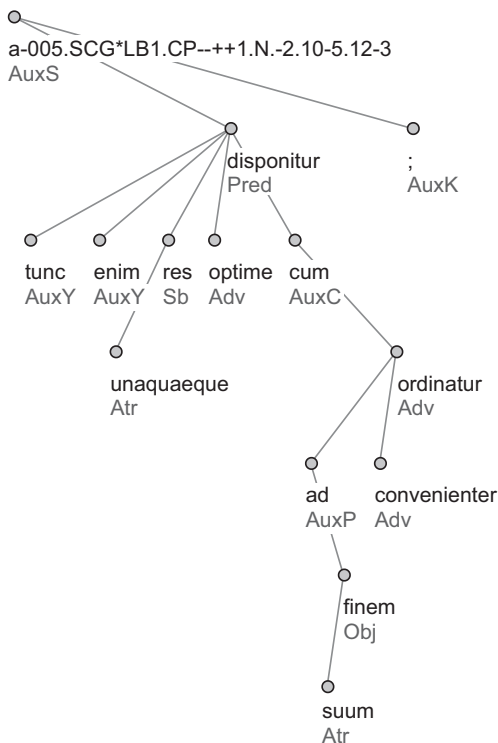 a-005.SCG*LB1.CP--++1.N.-2.10-5.12-3
AuxS
disponitur ;
Pred AuxK
tunc enim res optime cum
AuxY AuxY Sb Adv AuxC
unaquaeque ordinatur
Atr Adv
ad convenienter
AuxP Adv
finem
Obj
suum
Atr